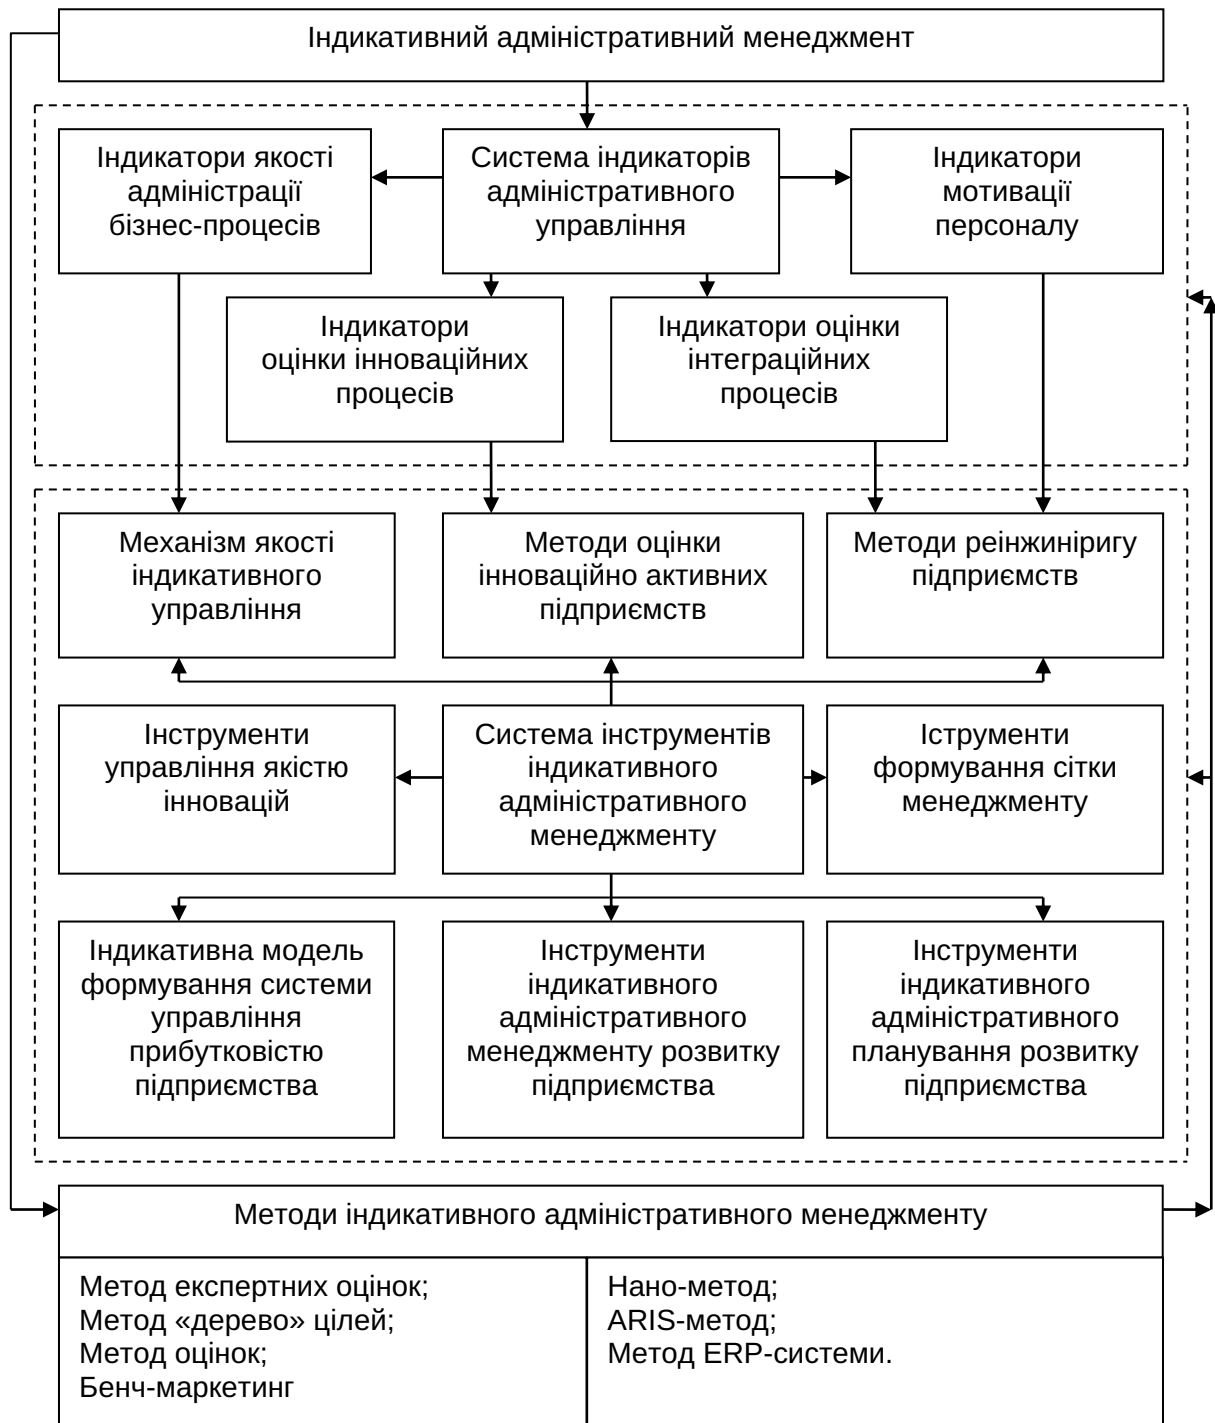 Індикативний адміністративний менеджмент
Індикатори якості
адміністрації
бізнес-процесів
Система індикаторів
адміністративного
управління
Індикатори
мотивації
персоналу
Індикатори
оцінки інноваційних
процесів
Індикатори оцінки
інтеграційних
процесів
Механізм якості
індикативного
управління
Методи оцінки
інноваційно активних
підприємств
Методи реінжиніригу
підприємств
Інструменти
управління якістю
інновацій
Система інструментів
індикативного
адміністративного
менеджменту
Іструменти
формування сітки
менеджменту
Індикативна модель
формування системи
управління
прибутковістю
підприємства
Інструменти
індикативного
адміністративного
менеджменту розвитку
підприємства
Інструменти
індикативного
адміністративного
планування розвитку
підприємства
Методи індикативного адміністративного менеджменту
Метод експертних оцінок;
Метод «дерево» цілей;
Метод оцінок;
Бенч-маркетинг
Нано-метод;
ARIS-метод;
Метод ERP-системи.